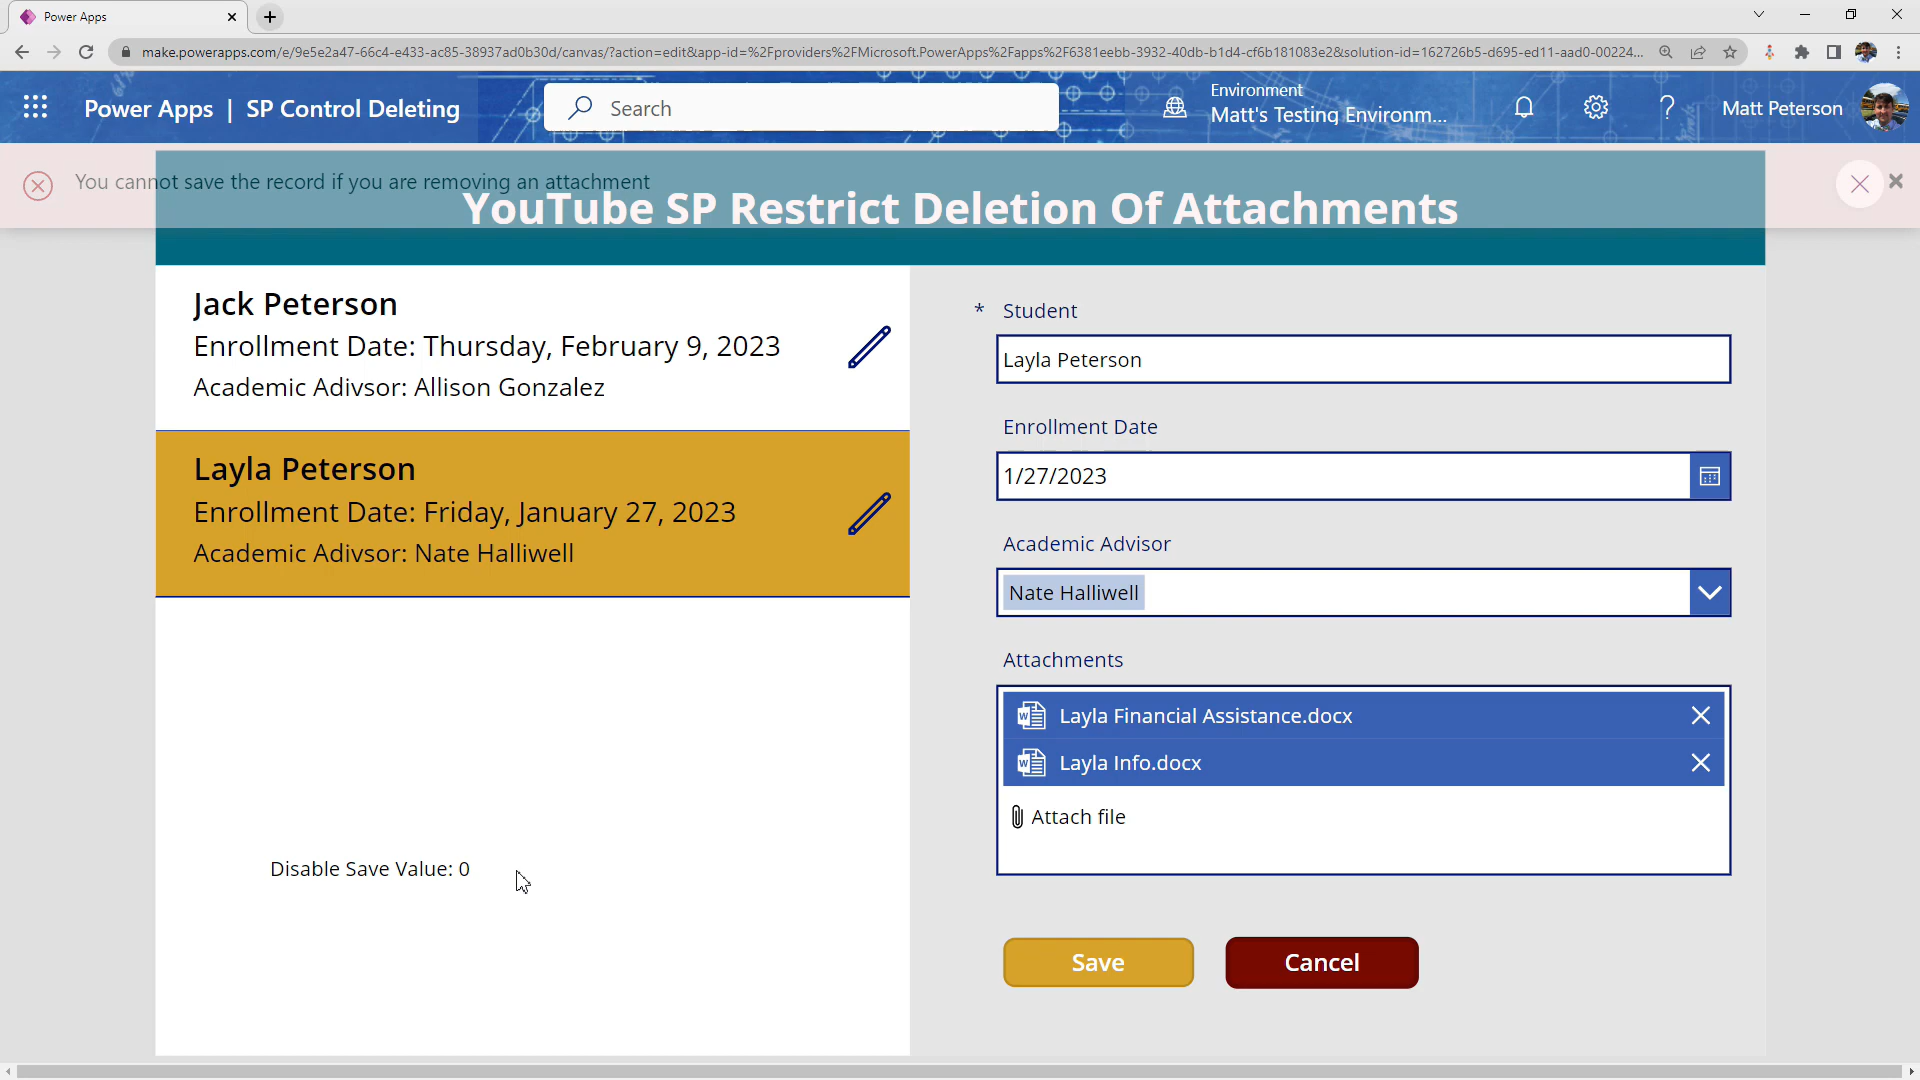 Power Apps
make.powerapps.com/e/9e5e2a47-66c4-e433-ac85-38937ad0b30d/canvas/?action=edit&app-id=%2Fproviders%2FMicrosoft.PowerApps%2Fapps%2F6381eebb-3932-40db-b1d4-cf6b181083e2&solution-id=162726b5-d695-ed11-aad0-00224...
Power Apps | SP Control Deleting
Search
Environment
Matt's Testing Environm...
Matt Peterson
You cannot save the record if you are removing an attachment
YouTube SP Restrict Deletion Of Attachments
Jack Peterson
Enrollment Date: Thursday, February 9, 2023
Academic Adivsor: Allison Gonzalez
Layla Peterson
Enrollment Date: Friday, January 27, 2023
Academic Adivsor: Nate Halliwell
Disable Save Value: 0
* Student
Layla Peterson
Enrollment Date
1/27/2023
Academic Advisor
Nate Halliwell
Attachments
Layla Financial Assistance.docx
Layla Info.docx
Attach file
Save
Cancel